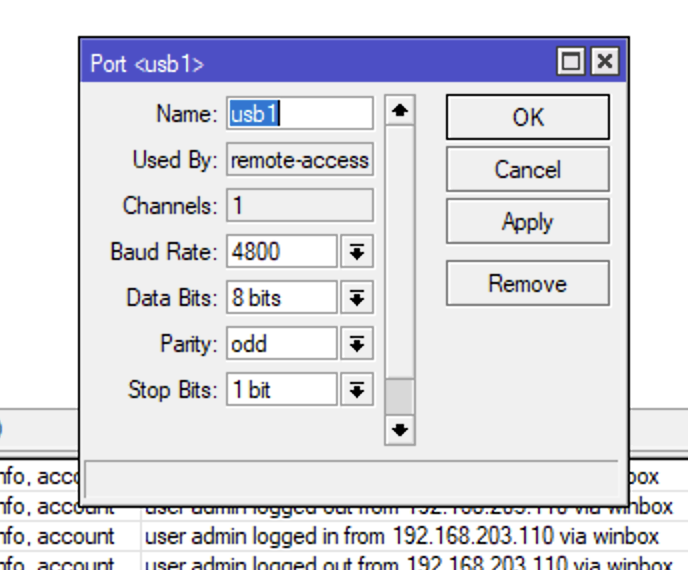 Port <usb1>
Name: usb1
Used By: remote-access
Channels: 1
Baud Rate: 4800
Data Bits: 8 bits
Parity: odd
Stop Bits: 1 bit
OK
Cancel
Apply
Remove
nfo, acco box
nfo, account user admin logged out from 192.168.203.110 via winbox
nfo, account user admin logged in from 192.168.203.110 via winbox
nfo, account user admin logged out from 192.168.203.110 via winbox